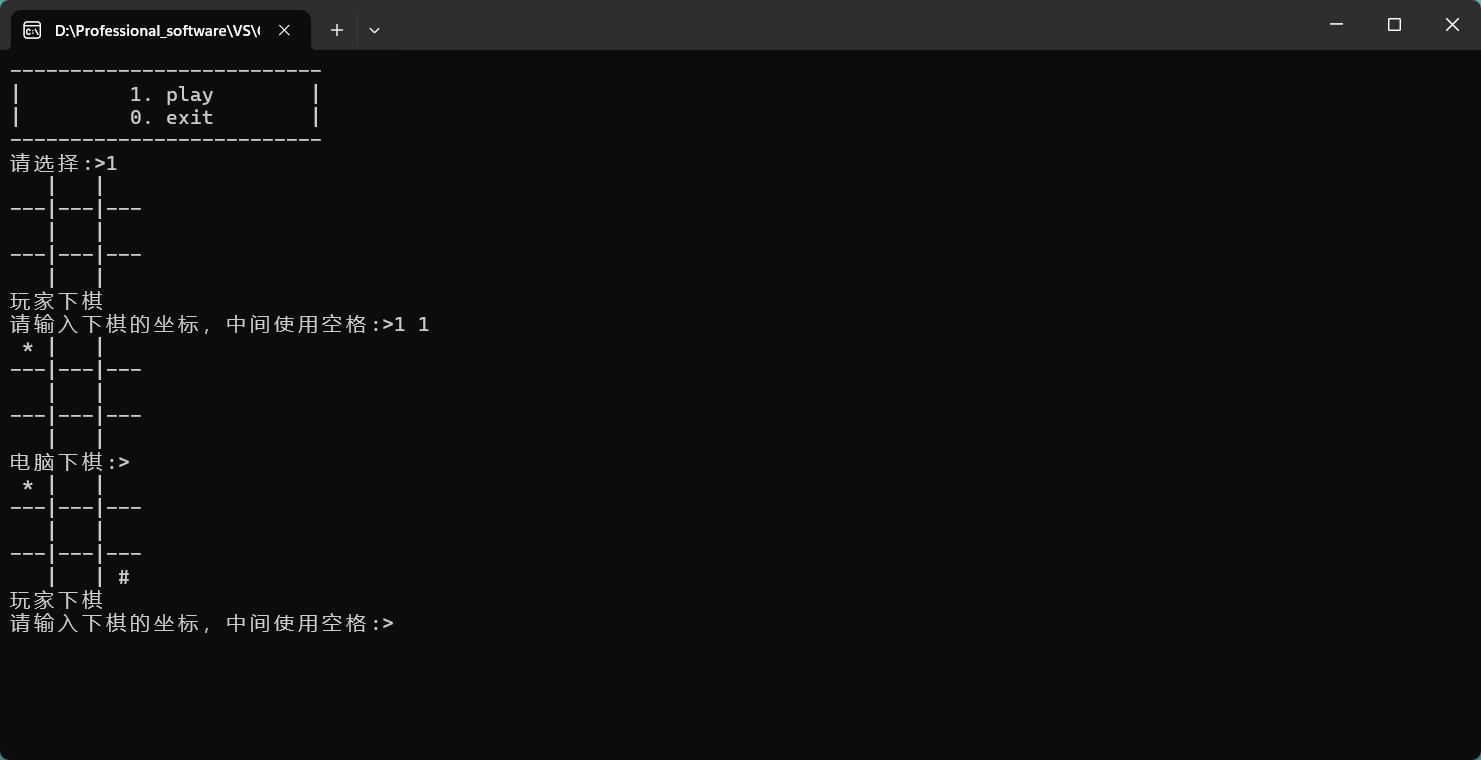 D:\Professional_software\VS\
--------------------------
|         1. play        |
|         0. exit        |
--------------------------
请选择:>1
   |   |
---|---|---
   |   |
---|---|---
   |   |
玩家下棋
请输入下棋的坐标，中间使用空格:>1 1
 * |   |
---|---|---
   |   |
---|---|---
   |   |
电脑下棋:>
 * |   |
---|---|---
   |   |
---|---|---
   |   | #
玩家下棋
请输入下棋的坐标，中间使用空格:>